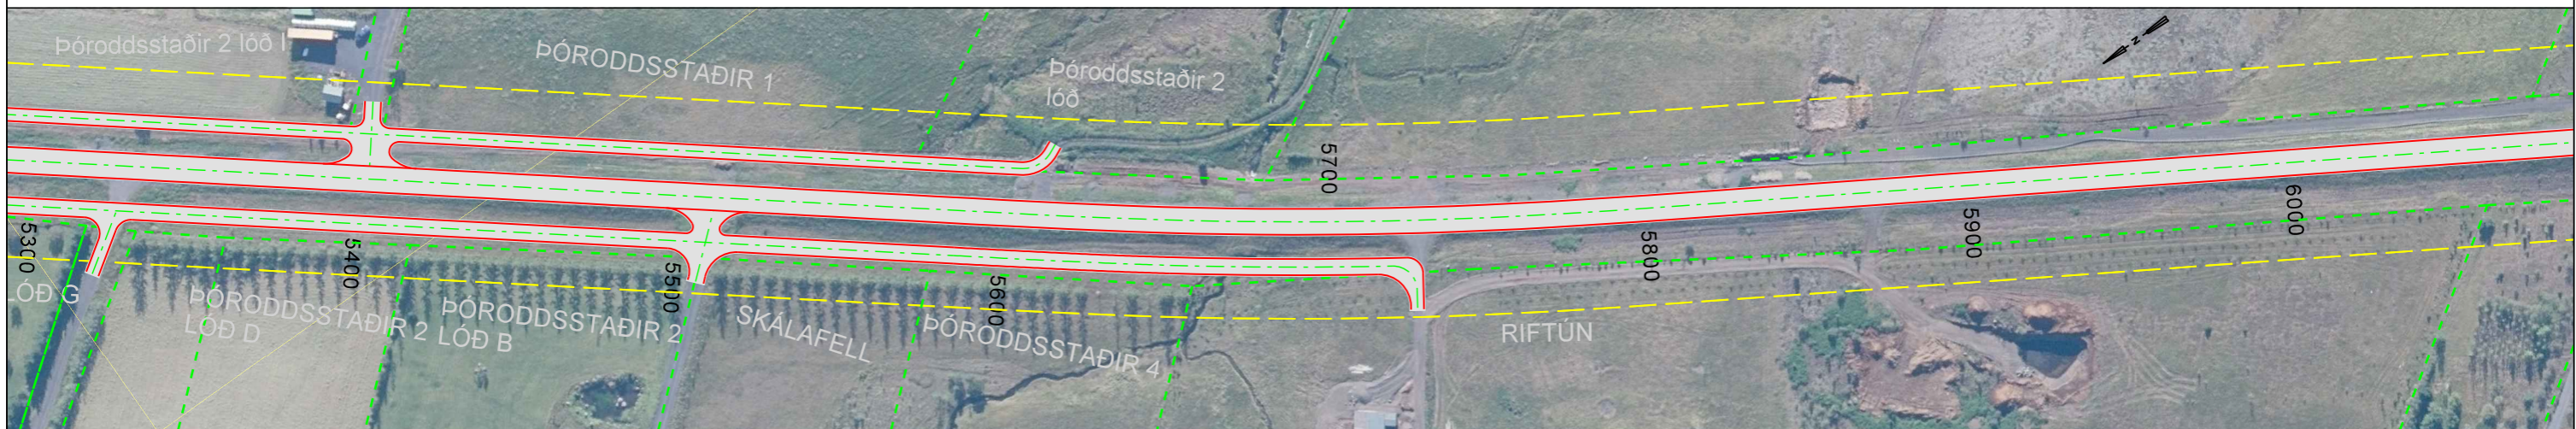 Þóroddsstaðir 2 lóð I
ÞÓRODDSSTAÐIR 1
Þóroddsstaðir 2
lóð
N
5300
5400
5500
5600
5700
5800
5900
6000
LÓÐ G
ÞÓRODDSSTAÐIR 2
LÓÐ D
ÞÓRODDSSTAÐIR 2
LÓÐ B
SKÁLAFELL
ÞÓRODDSSTAÐIR 4
RIFTÚN